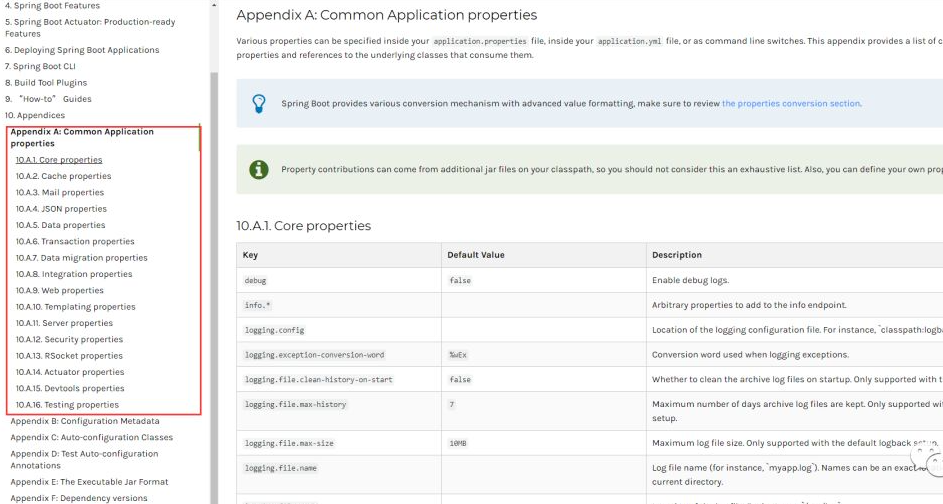 4. Spring Boot Features
5. Spring Boot Actuator: Production-ready
Features
6. Deploying Spring Boot Applications
7. Spring Boot CLI
8. Build Tool Plugins
9. “How-to” Guides
10. Appendices
Appendix A: Common Application
properties
10.A.1. Core properties
10.A.2. Cache properties
10.A.3. Mail properties
10.A.4. JSON properties
10.A.5. Data properties
10.A.6. Transaction properties
10.A.7. Data migration properties
10.A.8. Integration properties
10.A.9. Web properties
10.A.10. Templating properties
10.A.11. Server properties
10.A.12. Security properties
10.A.13. RSocket properties
10.A.14. Actuator properties
10.A.15. Devtools properties
10.A.16. Testing properties
Appendix B: Configuration Metadata
Appendix C: Auto-configuration Classes
Appendix D: Test Auto-configuration
Annotations
Appendix E: The Executable Jar Format
Appendix F: Dependency versions
Appendix A: Common Application properties
Various properties can be specified inside your application.properties file, inside your application.yml file, or as command line switches. This appendix provides a list of c
properties and references to the underlying classes that consume them.
Spring Boot provides various conversion mechanism with advanced value formatting, make sure to review the properties conversion section.
Property contributions can come from additional jar files on your classpath, so you should not consider this an exhaustive list. Also, you can define your own prop
10.A.1. Core properties
Key Default Value Description
debug false Enable debug logs.
info.* Arbitrary properties to add to the info endpoint.
logging.config Location of the logging configuration file. For instance, `classpath:logba
logging.exception-conversion-word %wEx Conversion word used when logging exceptions.
logging.file.clean-history-on-start false Whether to clean the archive log files on startup. Only supported with t
logging.file.max-history 7 Maximum number of days archive log files are kept. Only supported wit
setup.
logging.file.max-size 10MB Maximum log file size. Only supported with the default logback setup.
logging.file.name Log file name (for instance, `myapp.log`). Names can be an exact
current directory.